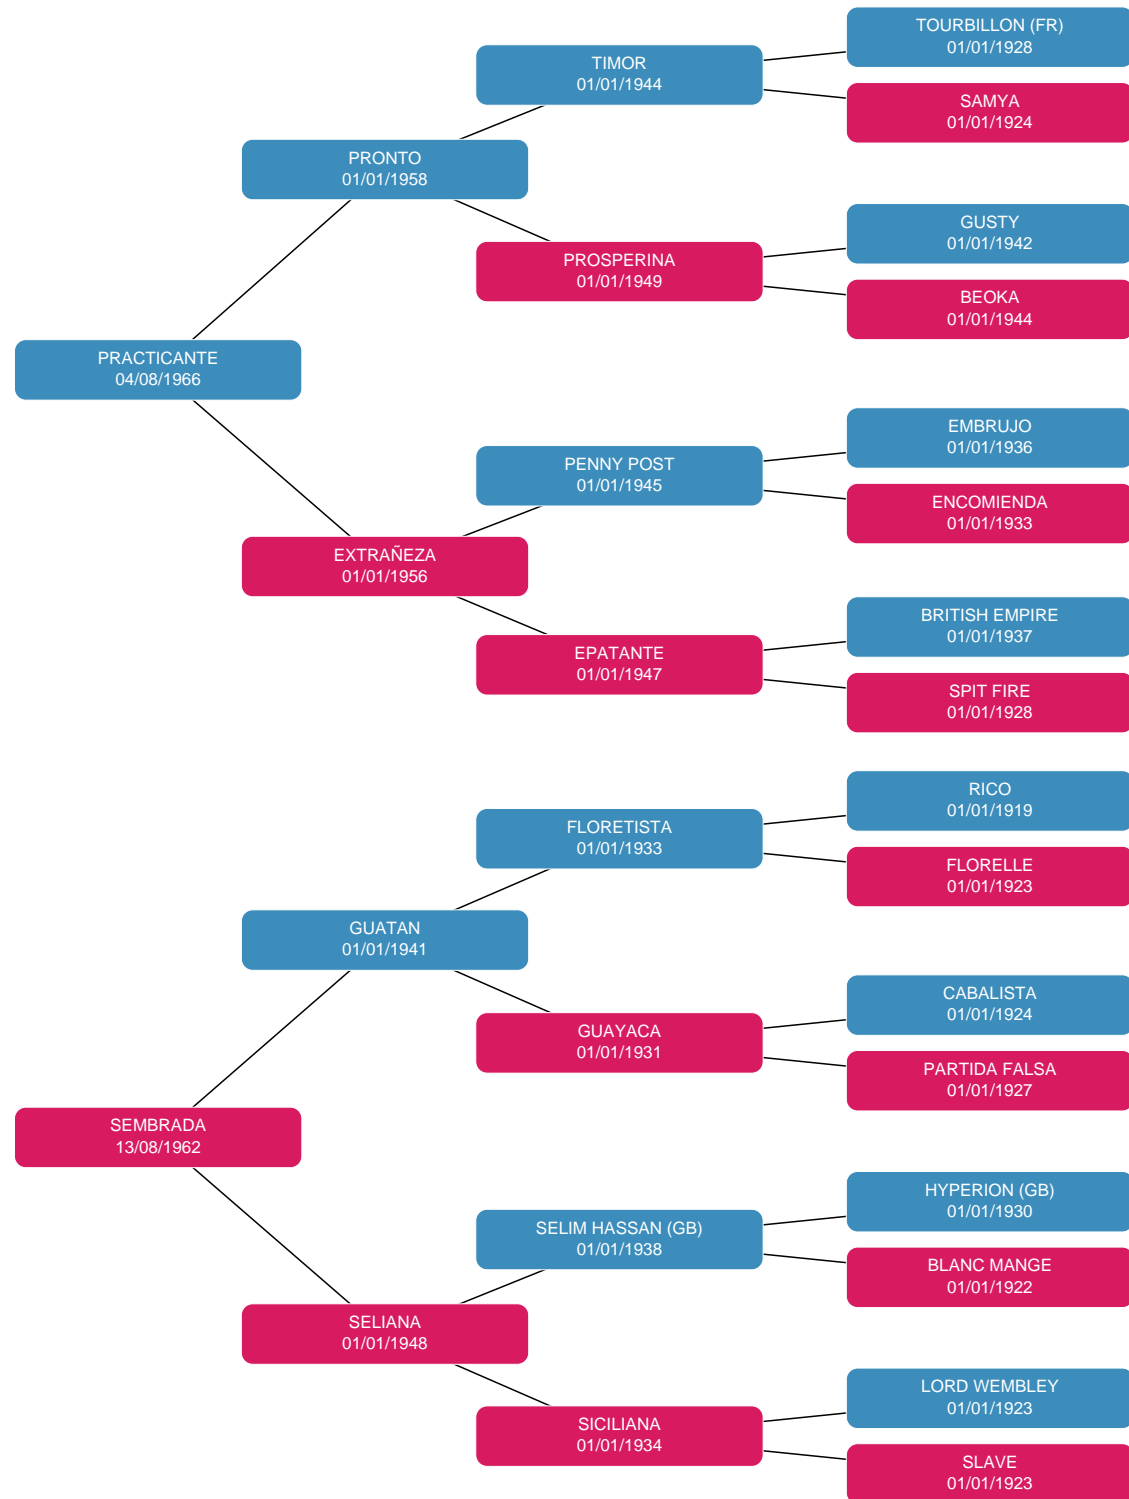 TOURBILLON (FR)
01/01/1928
TIMOR
01/01/1944
SAMYA
01/01/1924
PRONTO
01/01/1958
GUSTY
01/01/1942
PROSPERINA
01/01/1949
BEOKA
01/01/1944
PRACTICANTE
04/08/1966
EMBRUJO
01/01/1936
PENNY POST
01/01/1945
ENCOMIENDA
01/01/1933
EXTRAÑEZA
01/01/1956
BRITISH EMPIRE
01/01/1937
EPATANTE
01/01/1947
SPIT FIRE
01/01/1928
RICO
01/01/1919
FLORETISTA
01/01/1933
FLORELLE
01/01/1923
GUATAN
01/01/1941
CABALISTA
01/01/1924
GUAYACA
01/01/1931
PARTIDA FALSA
01/01/1927
SEMBRADA
13/08/1962
HYPERION (GB)
01/01/1930
SELIM HASSAN (GB)
01/01/1938
BLANC MANGE
01/01/1922
SELIANA
01/01/1948
LORD WEMBLEY
01/01/1923
SICILIANA
01/01/1934
SLAVE
01/01/1923